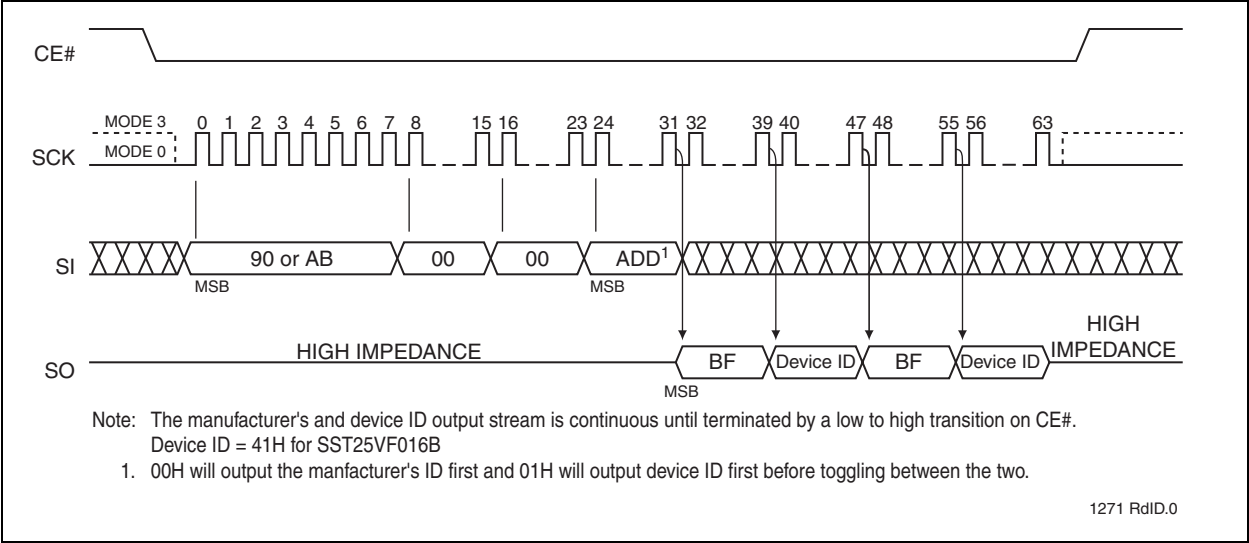 CE#
MODE 3
0 1 2 3 4 5 6 7 8 15 16 23 24 31 32 39 40 47 48 55 56 63
SCK
MODE 0
SI
90 or AB 00 00 ADD1
MSB MSB
HIGH
HIGH IMPEDANCE
IMPEDANCE
SO
BF Device ID BF Device ID
MSB
Note: The manufacturer's and device ID output stream is continuous until terminated by a low to high transition on CE#.
Device ID = 41H for SST25VF016B
1. 00H will output the manfacturer's ID first and 01H will output device ID first before toggling between the two.
1271 RdID.0